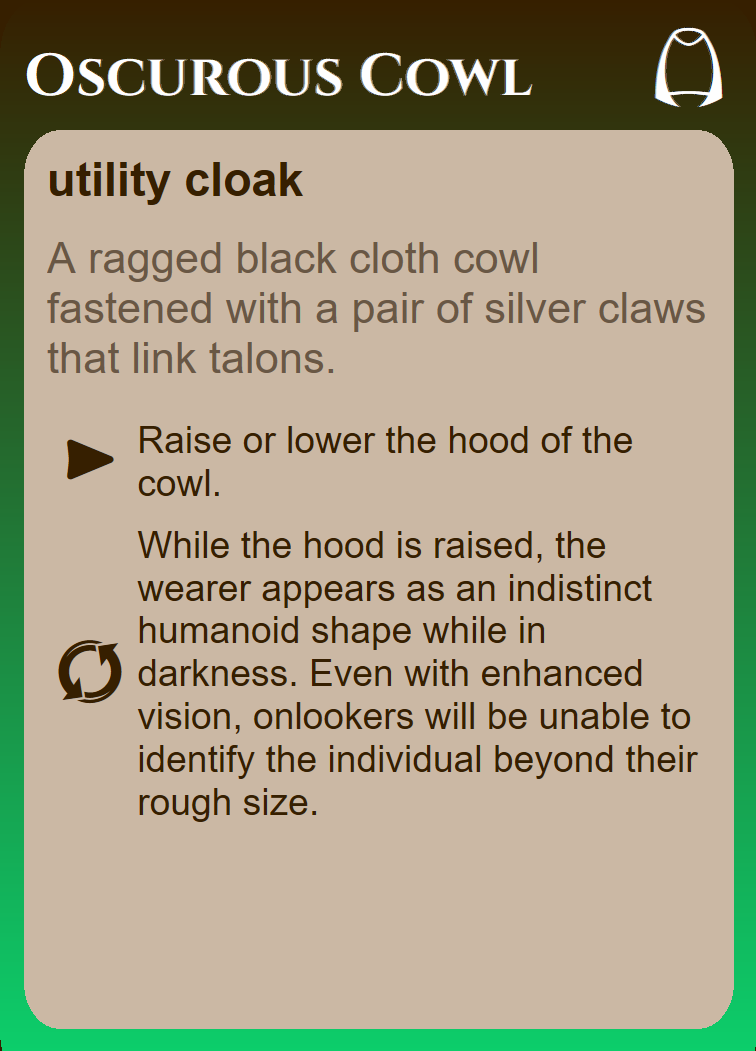 Oscurous Cowl
utility cloak
A ragged black cloth cowl
fastened with a pair of silver claws
that link talons.
Raise or lower the hood of the
cowl.
While the hood is raised, the
wearer appears as an indistinct
humanoid shape while in
darkness. Even with enhanced
vision, onlookers will be unable to
identify the individual beyond their
rough size.